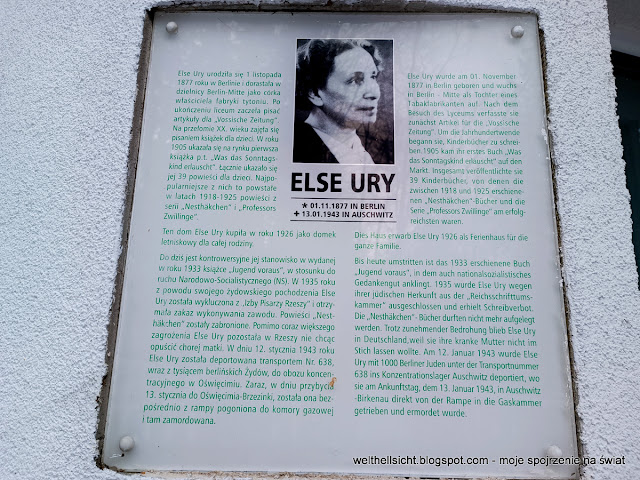 Else Ury urodziła się 1 listopada
1877 roku w Berlinie i dorastała w
dzielnicy Berlin-Mitte jako córka
właściciela fabryki tytoniu. Po
ukończeniu liceum zaczęła pisać
artykuły dla „Vossische Zeitung”.
Na przełomie XX. wieku zajęła się
pisaniem książek dla dzieci. W roku
1905 ukazała się na rynku pierwsza
książka p.t. „Was das Sonntags-
kind erlauscht”. Łącznie ukazało się
jej 39 powieści dla dzieci. Najpo-
pularniejsze z nich to powstałe
w latach 1918-1925 powieści z
serii „Nesthäkchen” i „Professors
Zwillinge”.
Ten dom Else Ury kupiła w roku 1926 jako domek
letniskowy dla całej rodziny.
Do dziś jest kontrowersyjne jej stanowisko w wydanej
w roku 1933 książce „Jugend voraus”, w stosunku do
ruchu Narodowo-Socjalistycznego (NS). W 1935 roku
z powodu swojego żydowskiego pochodzenia Else
Ury została wykluczona z „Izby Pisarzy Rzeszy” i otrzy-
mała zakaz wykonywania zawodu. Powieści „Nest-
häkchen” zostały zabronione. Pomimo coraz większego
zagrożenia Else Ury pozostała w Rzeszy nie chcąc
opuścić chorej matki. W dniu 12. stycznia 1943 roku
Else Ury została deportowana transportem Nr. 638,
wraz z tysiącem berlińskich Żydów, do obozu koncen-
tracyjnego w Oświęcimiu. Zaraz, w dniu przybycia
13. stycznia do Oświęcimia-Brzezinki, została ona bez-
pośrednio z rampy pogoniona do komory gazowej
i tam zamordowana.
ELSE URY
* 01.11.1877 IN BERLIN
+ 13.01.1943 IN AUSCHWITZ
Else Ury wurde am 01. November
1877 in Berlin geboren und wuchs
in Berlin - Mitte als Tochter eines
Tabakfabrikanten auf. Nach dem
Besuch des Lyceums verfasste sie
zunächst Artikel für die „Vossische
Zeitung”. Um die Jahrhundertwende
begann sie, Kinderbücher zu schrei-
ben.1905 kam ihr erstes Buch „Was
das Sonntagskind erlauscht” auf den
Markt. Insgesamt veröffentlichte sie
39 Kinderbücher, von denen die
zwischen 1918 und 1925 erschiene-
nen „Nesthäkchen”-Bücher und die
Serie „Professors Zwillinge” am erfolg-
reichsten waren.
Dies Haus erwarb Else Ury 1926 als Ferienhaus für die
ganze Familie.
Bis heute umstritten ist das 1933 erschienene Buch
„Jugend voraus”, in dem auch nationalsozialistisches
Gedankengut anklingt. 1935 wurde Else Ury wegen
ihrer jüdischen Herkunft aus der „Reichsschrifttums-
kammer” ausgeschlossen und erhielt Schreibverbot.
Die „Nesthäkchen”- Bücher durften nicht mehr aufgelegt
werden. Trotz zunehmender Bedrohung blieb Else Ury
in Deutschland,weil sie ihre kranke Mutter nicht im
Stich lassen wollte. Am 12. Januar 1943 wurde Else
Ury mit 1000 Berliner Juden unter der Transportnummer
638 ins Konzentrationslager Auschwitz deportiert, wo
sie am Ankunftstag, dem 13. Januar 1943, in Auschwitz
-Birkenau direkt von der Rampe in die Gaskammer
getrieben und ermordet wurde.
welthellsicht.blogspot.com - moje spojrzenie na świat